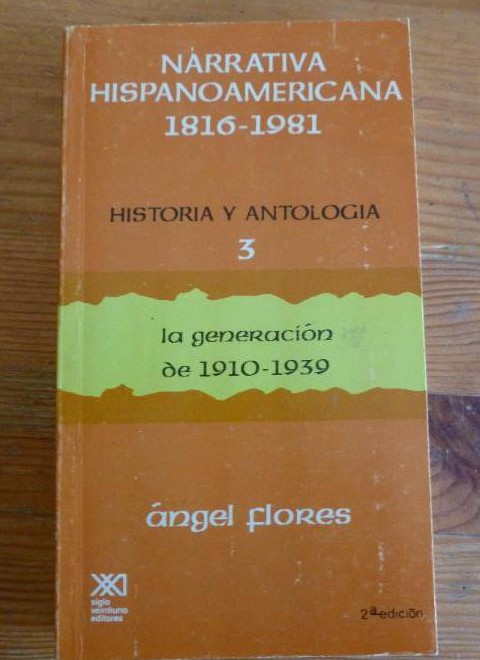 NARRATIVA
HISPANOAMERICANA
1816-1981
HISTORIA Y ANTOLOGIA
3
la generación
de 1910-1939
ángel flores
siglo
veintiuno
editores
2ª edición